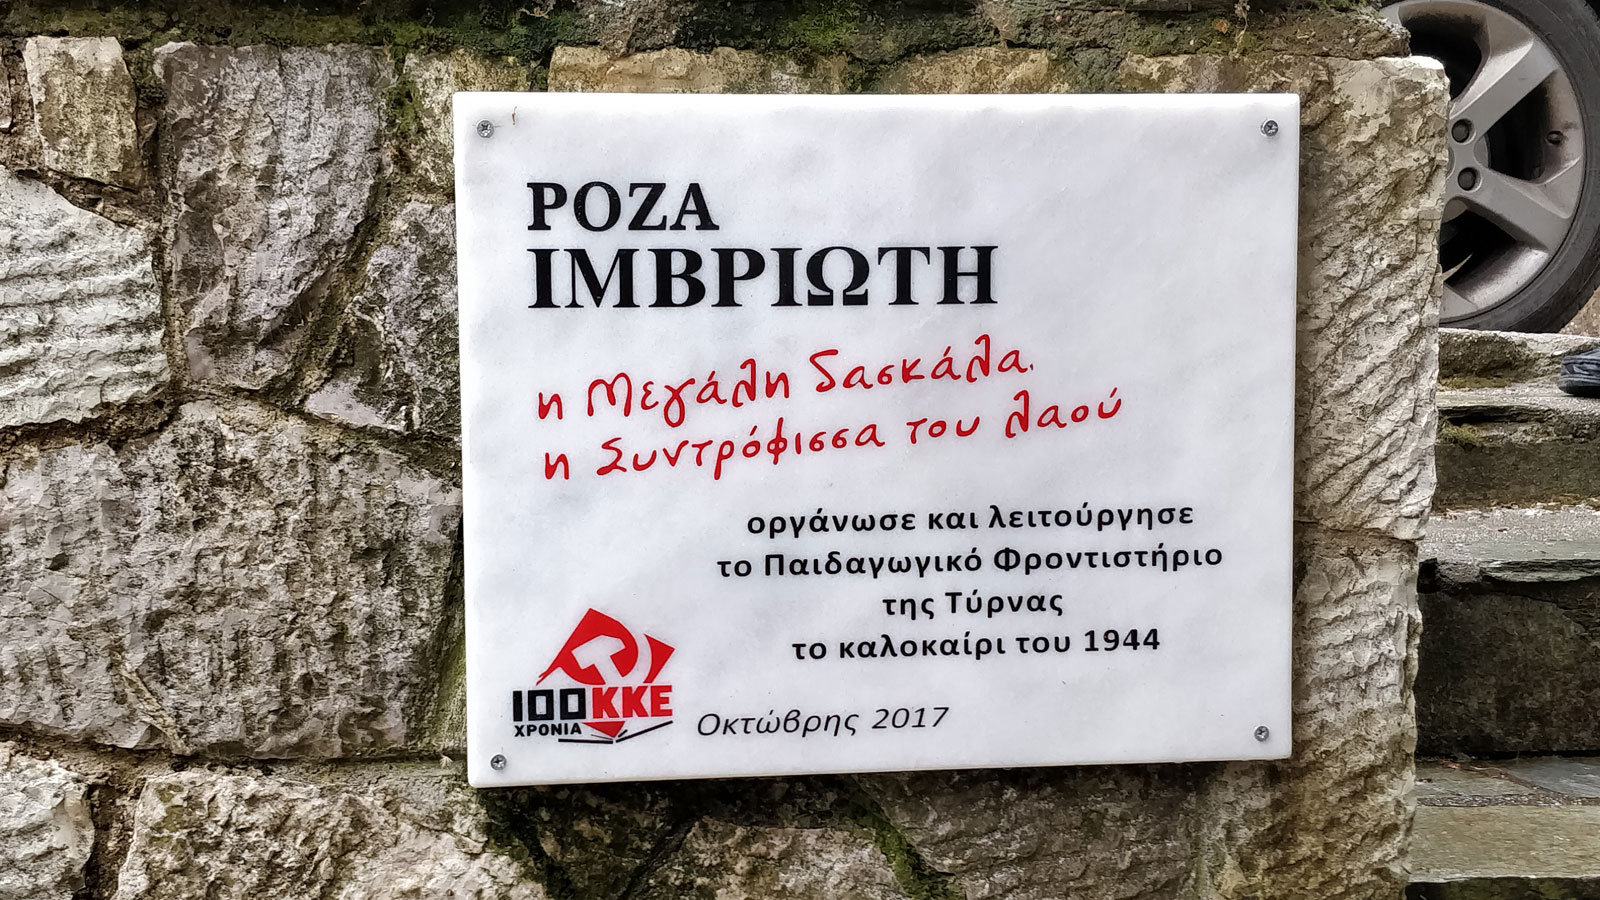 ΡΟΖΑ
ΙΜΒΡΙΩΤΗ
η Μεγάλη δασκάλα,
η Συντρόφισσα του λαού
οργάνωσε και λειτούργησε
το Παιδαγωγικό Φροντιστήριο
της Τύρνας
το καλοκαίρι του 1944
100 ΚΚΕ
ΧΡΟΝΙΑ
Οκτώβρης 2017